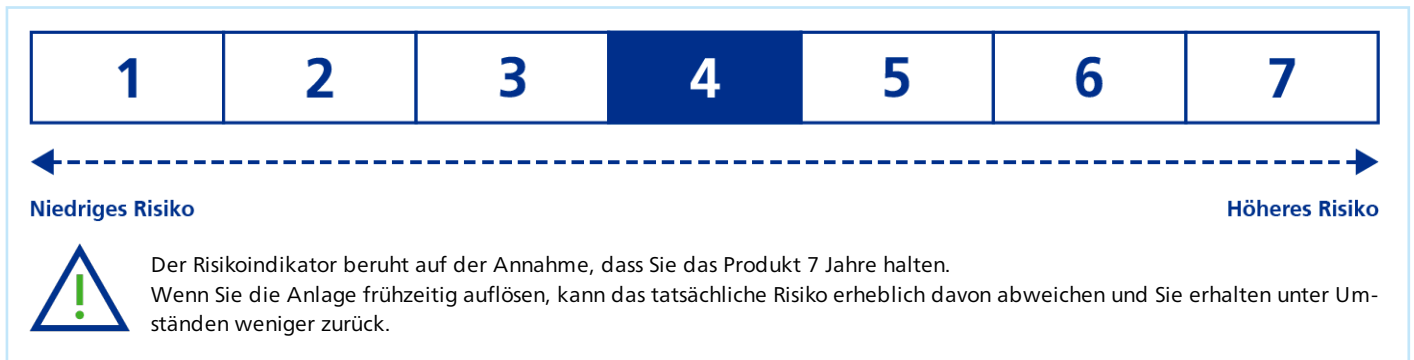 1 2 3 4 5 6 7
Niedriges Risiko Höheres Risiko
!
Der Risikoindikator beruht auf der Annahme, dass Sie das Produkt 7 Jahre halten.
Wenn Sie die Anlage frühzeitig auflösen, kann das tatsächliche Risiko erheblich davon abweichen und Sie erhalten unter Um-
ständen weniger zurück.